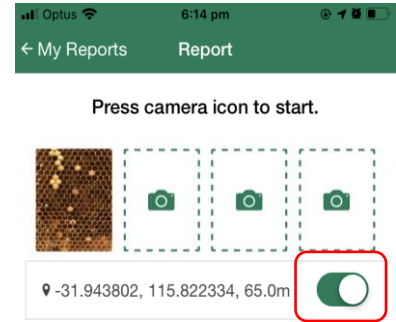 Optus 6:14 pm
← My Reports Report
Press camera icon to start.
-31.943802, 115.822334, 65.0m